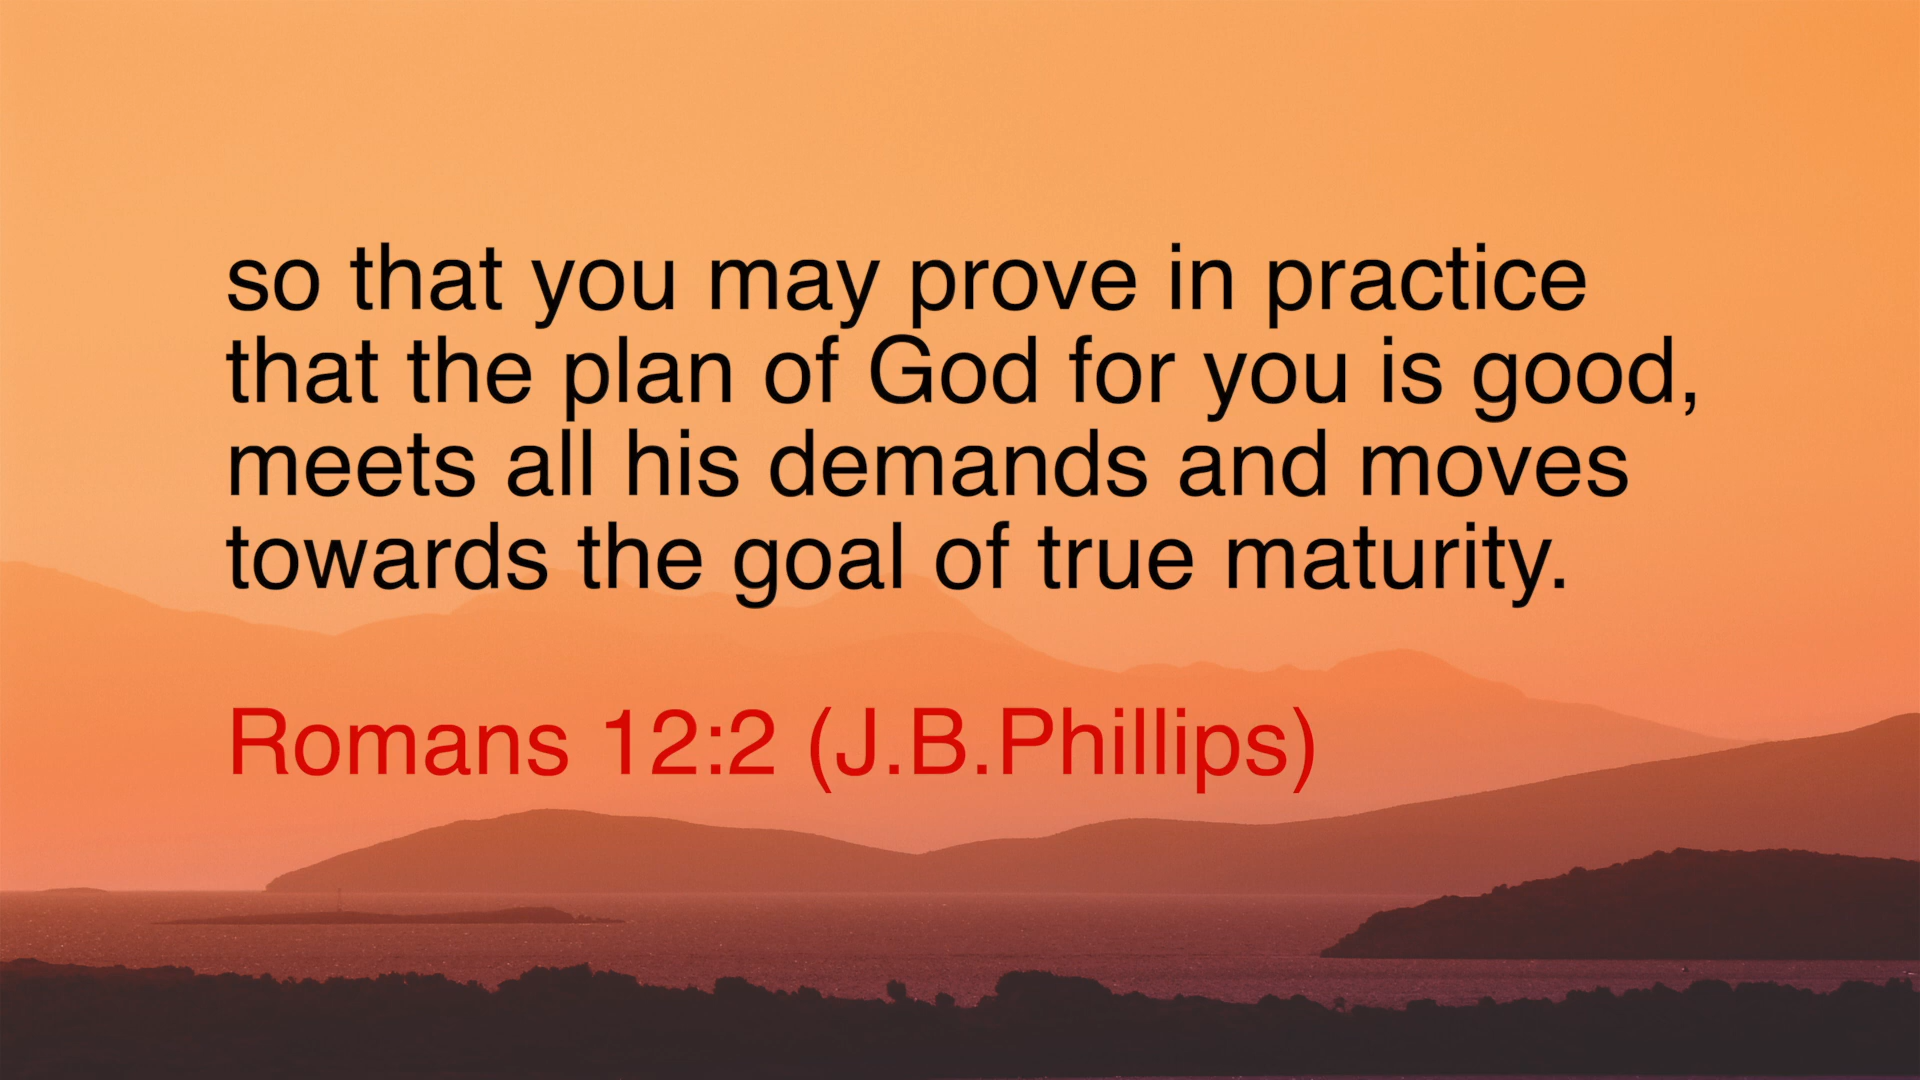 so that you may prove in practice
that the plan of God for you is good,
meets all his demands and moves
towards the goal of true maturity.
Romans 12:2 (J.B.Phillips)